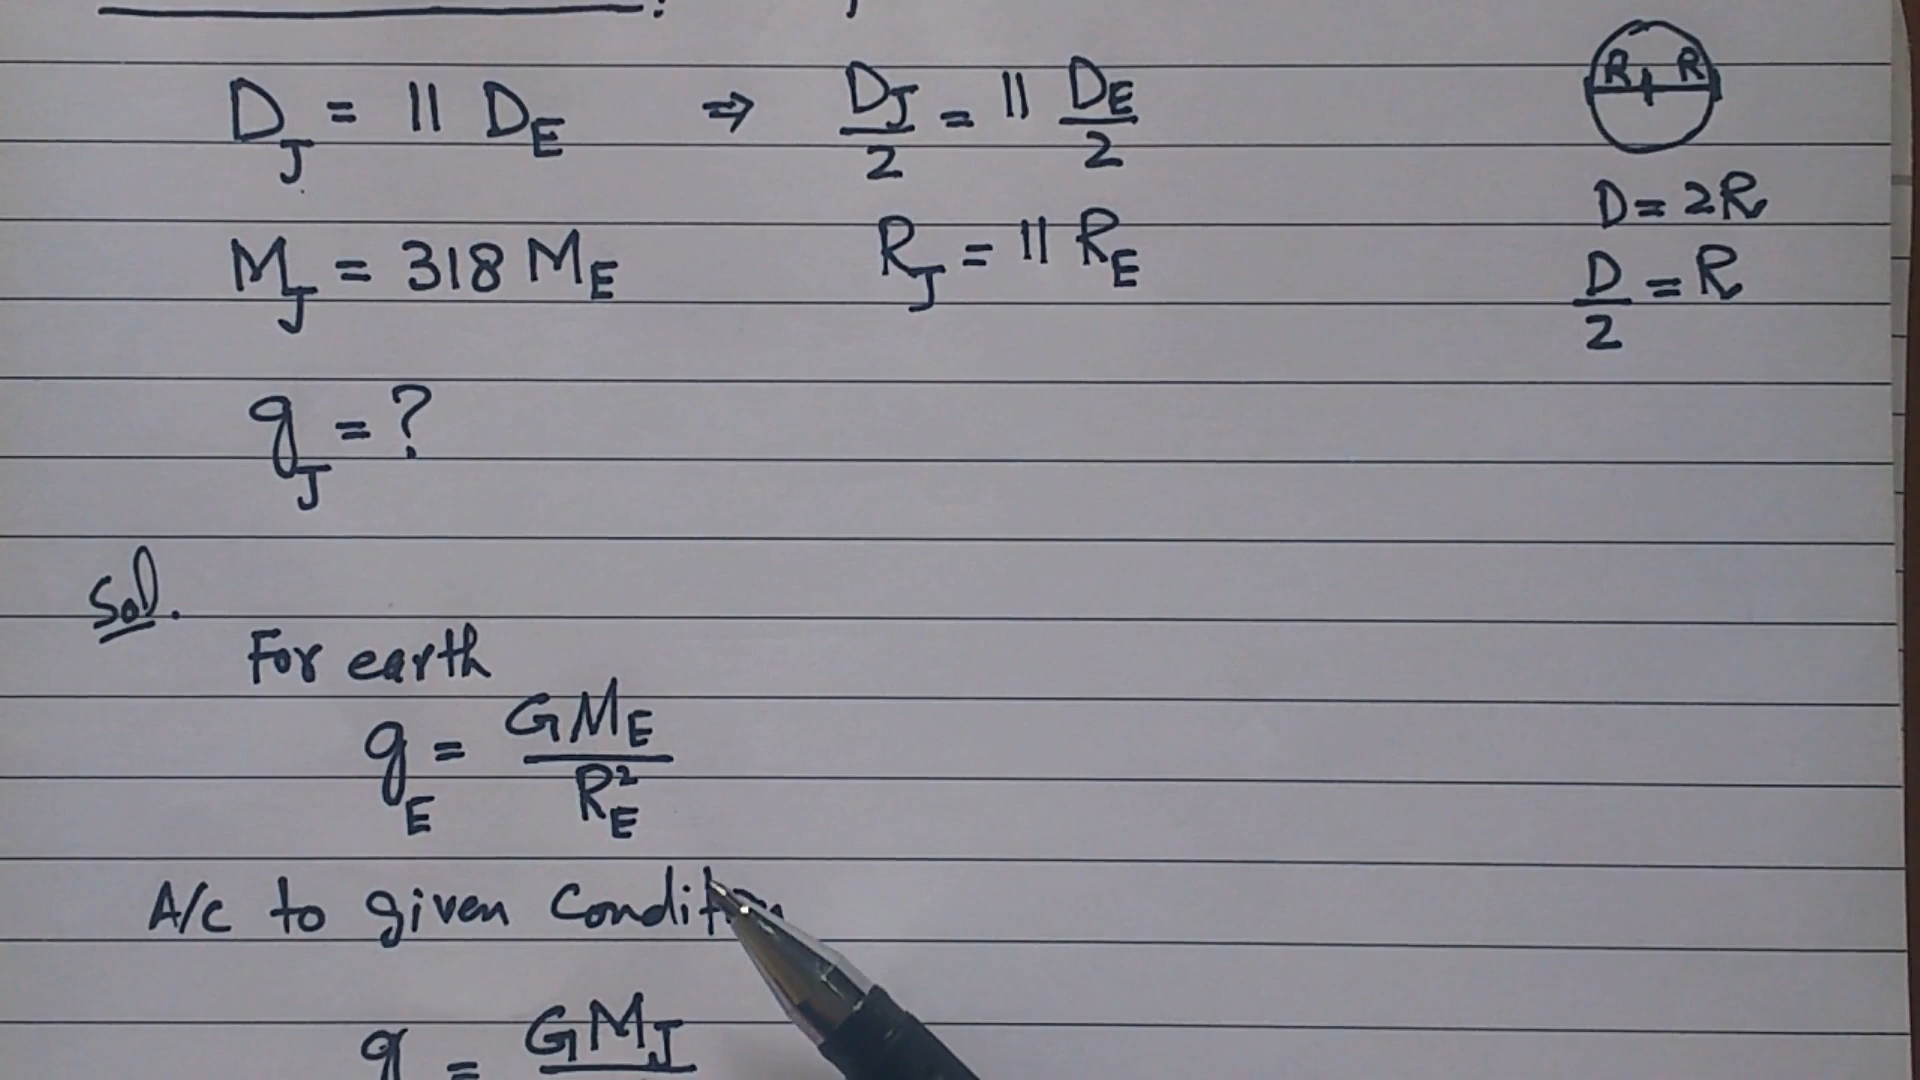 D_J = 11 D_E ⇒ D_J/2 = 11 D_E/2
R R
D = 2R
M_J = 318 M_E R_J = 11 R_E
D/2 = R
g_J = ?
Sol.
For earth
g_E = GM_E/R_E²
A/c to given Condition
g = GM_J